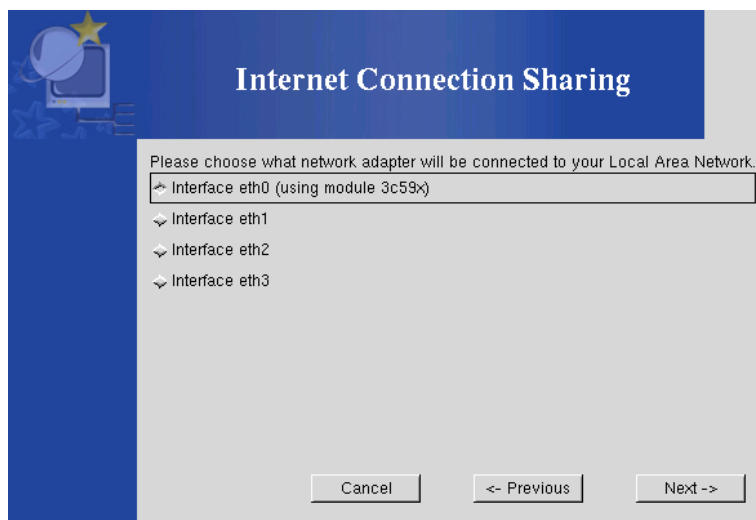 Internet Connection Sharing
Please choose what network adapter will be connected to your Local Area Network.
Interface eth0 (using module 3c59x)
Interface eth1
Interface eth2
Interface eth3
Cancel
<- Previous
Next ->